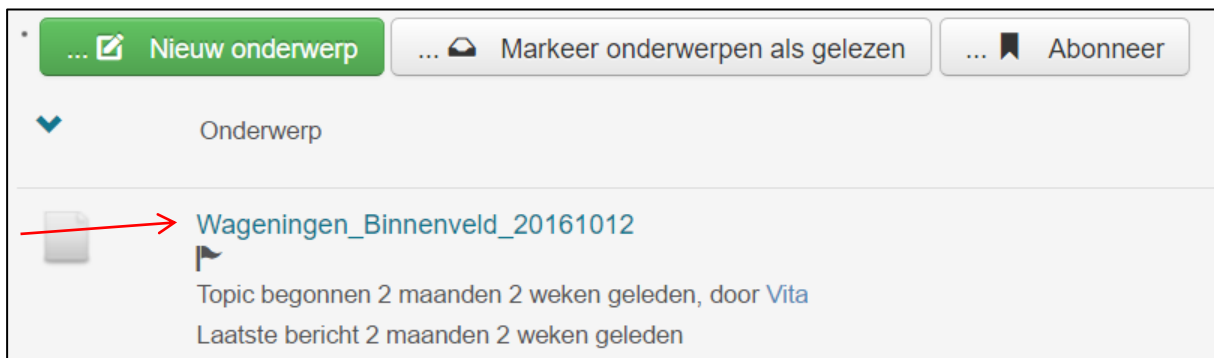 ... Nieuw onderwerp ... Markeer onderwerpen als gelezen ... Abonneer
Onderwerp
Wageningen_Binnenveld_20161012
Topic begonnen 2 maanden 2 weken geleden, door Vita
Laatste bericht 2 maanden 2 weken geleden